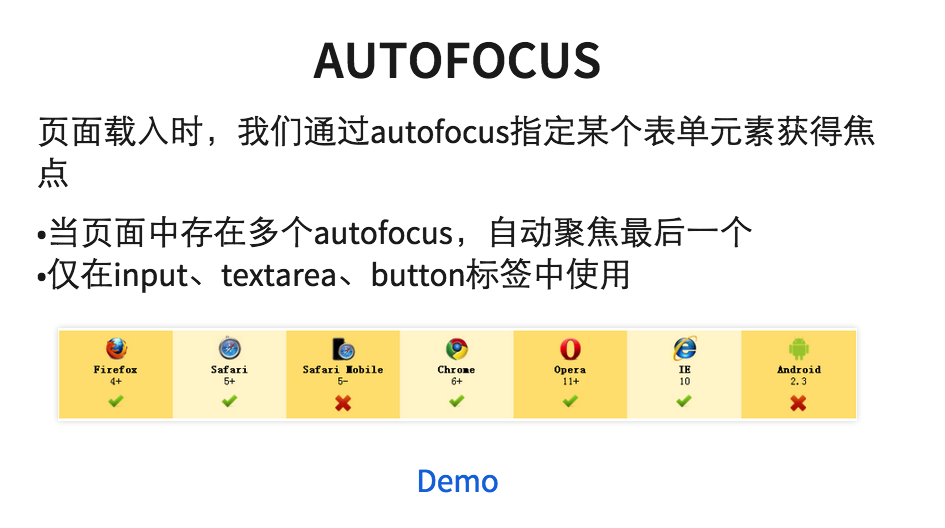 AUTOFOCUS
页面载入时，我们通过autofocus指定某个表单元素获得焦
点
•当页面中存在多个autofocus，自动聚焦最后一个
•仅在input、textarea、button标签中使用
Firefox Safari Safari Mobile Chrome Opera IE Android
4+ 5+ 5- 6+ 11+ 10 2.3
Demo